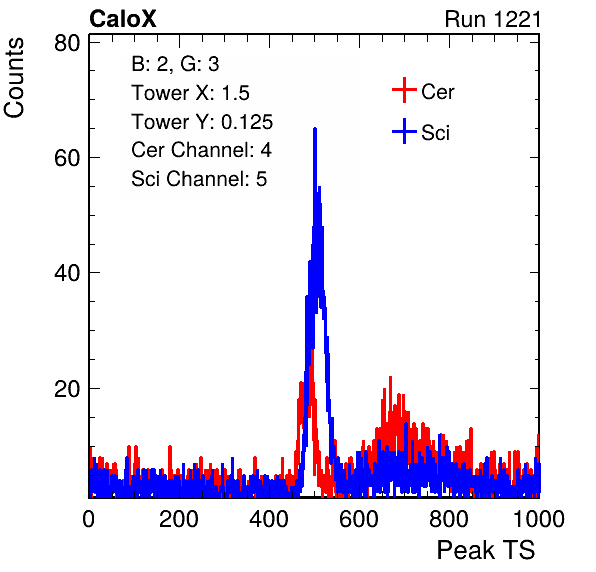 CaloX Run 1221
Counts
80
60
40
20
B: 2, G: 3
Tower X: 1.5
Tower Y: 0.125
Cer Channel: 4
Sci Channel: 5
Cer
Sci
0 200 400 600 800 1000
Peak TS